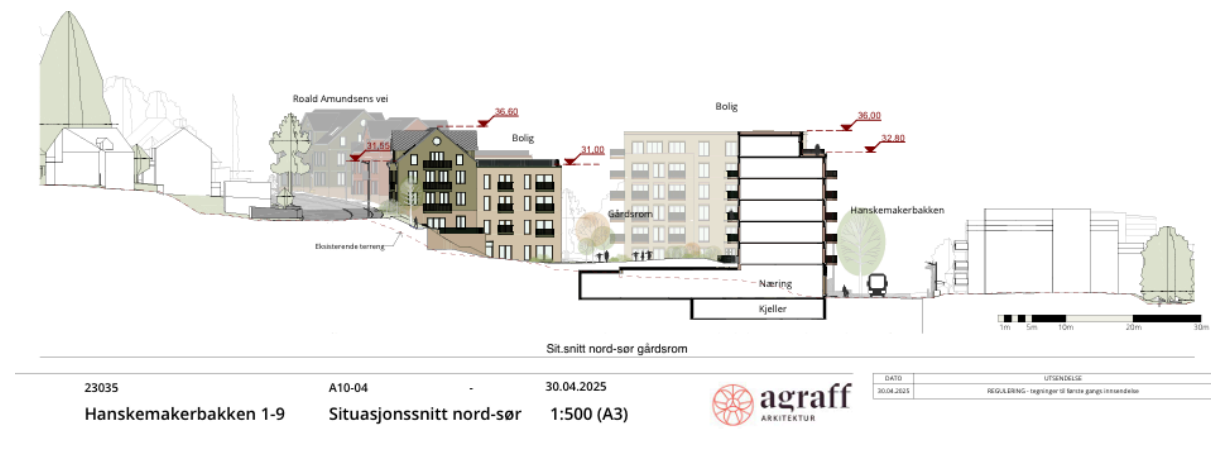 Roald Amundsens vei
36,60
Bolig
31,55
31,00
Bolig
36,00
32,80
Gårdsrom
Hanskemakerbakken
Eksisterende terreng
Næring
Kjeller
1m 5m 10m 20m 30m
Sit.snitt nord-sør gårdsrom
23035 A10-04 - 30.04.2025
Hanskemakerbakken 1-9 Situasjonssnitt nord-sør 1:500 (A3)
agraff
ARKITEKTUR
DATO UTSENDELSE
30.04.2025 REGULERING - tegninger til første gangs innsendelse